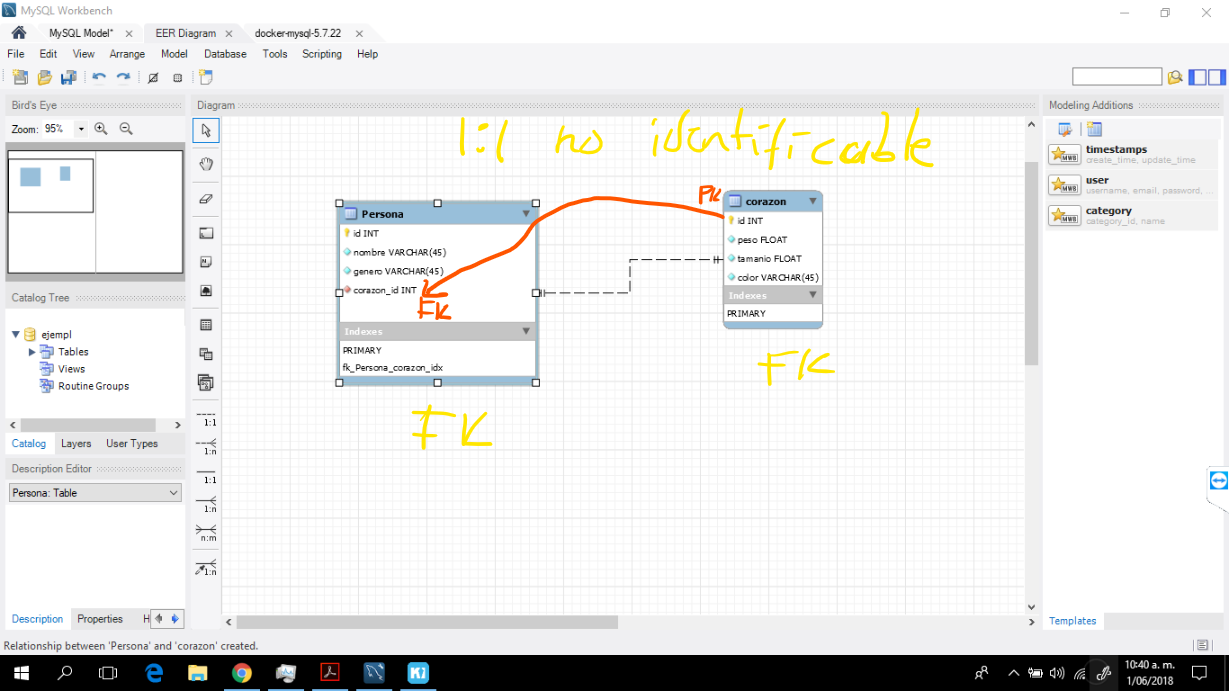 MySQL Workbench
MySQL Model*
EER Diagram
docker-mysql-5.7.22
File Edit View Arrange Model Database Tools Scripting Help
Bird's Eye
Zoom: 95%
Diagram
Modeling Additions
1:1 no identificable
timestamps
create_time, update_time
user
username, email, password, ...
category
category_id, name
PK
Persona
id INT
nombre VARCHAR(45)
genero VARCHAR(45)
corazon_id INT
FK
Indexes
PRIMARY
fk_Persona_corazon_idx
FK
corazon
id INT
peso FLOAT
tamanio FLOAT
color VARCHAR(45)
Indexes
PRIMARY
FK
Catalog Tree
ejempl
Tables
Views
Routine Groups
Catalog Layers User Types
Description Editor
Persona: Table
Description Properties H
1:1
1:n
1:1
1:n
n:m
1:n
Templates
Relationship between 'Persona' and 'corazon' created.
10:40 a. m.
1/06/2018